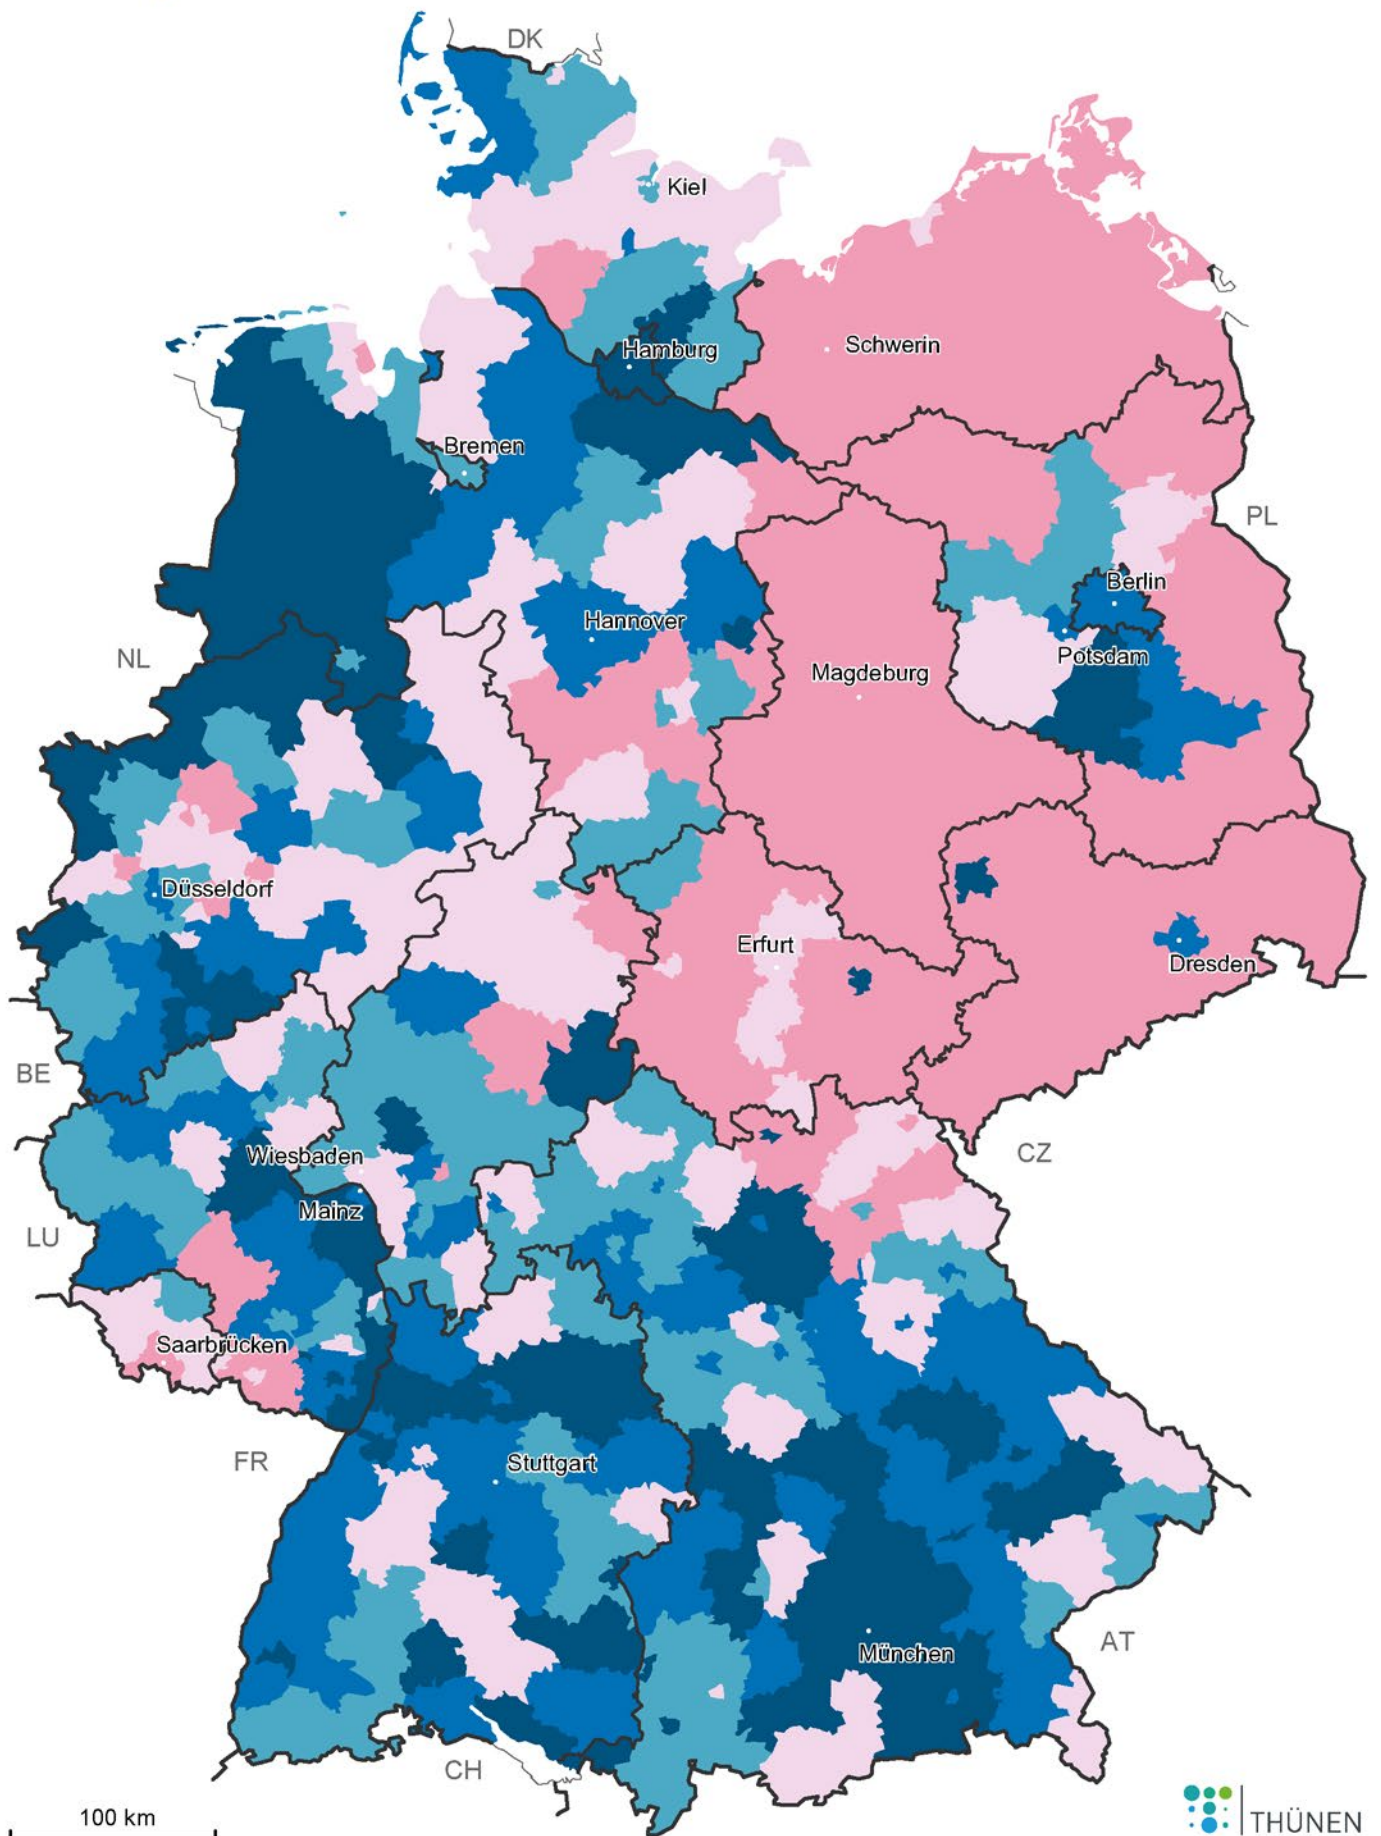 DK
Kiel
Hamburg
Schwerin
Bremen
PL
Berlin
Hannover
NL
Potsdam
Magdeburg
Düsseldorf
Erfurt
Dresden
BE
CZ
Wiesbaden
Mainz
LU
Saarbrücken
FR
Stuttgart
AT
München
CH
100 km
THÜNEN